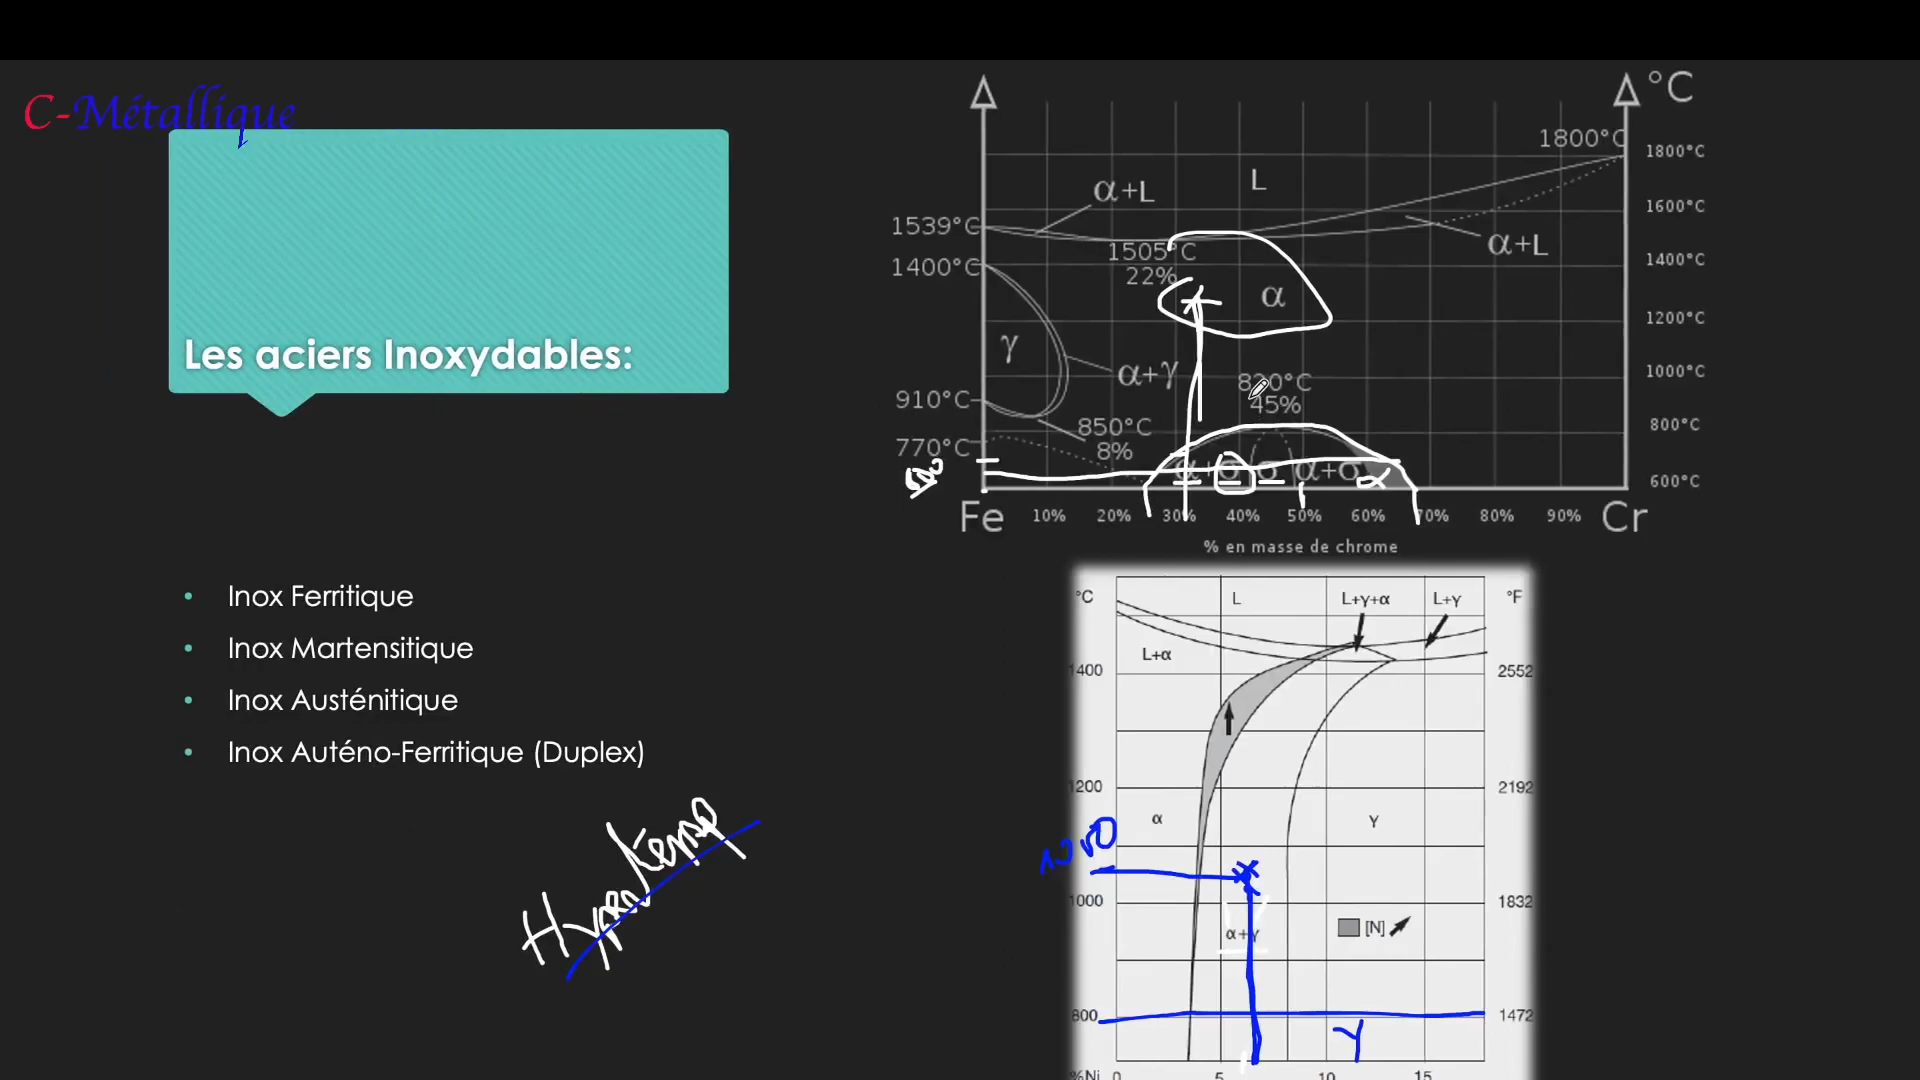 C-Métallique
Les aciers Inoxydables:
• Inox Ferritique
• Inox Martensitique
• Inox Austénitique
• Inox Auténo-Ferritique (Duplex)
°C
1800°C
1800°C
α+L
L
1600°C
1539°C
α+L
1505°C
1400°C
1400°C
22%
α
1200°C
γ
α+γ
1000°C
820°C
910°C
45%
850°C
800°C
770°C
8%
α+σ
σ
α+σ
α
600°C
Fe
10%
20%
30%
40%
50%
60%
70%
80%
90%
Cr
% en masse de chrome
°C
L
L+γ+α
L+γ
°F
L+α
1400
2552
1200
2192
α
γ
1050
1000
1832
α+γ
[N]
800
1472
γ
%Ni
0
5
10
15